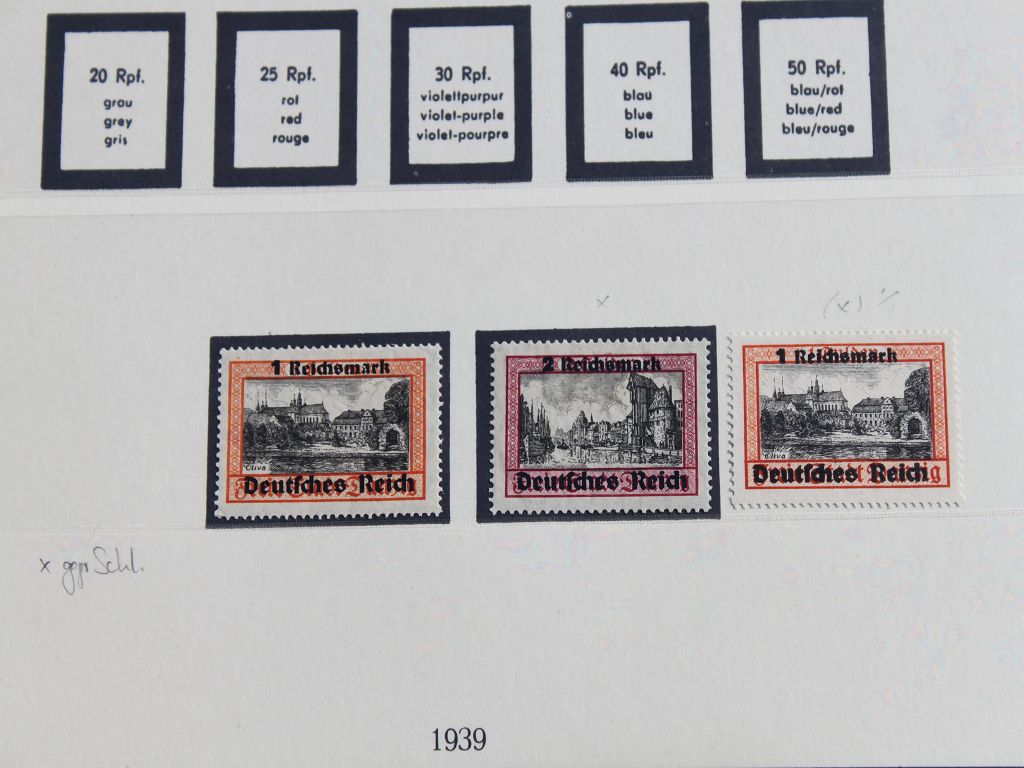 20 Rpf.
grau
grey
gris
25 Rpf.
rot
red
rouge
30 Rpf.
violettpurpur
violet-purple
violet-pourpre
40 Rpf.
blau
blue
bleu
50 Rpf.
blau/rot
blue/red
bleu/rouge
x
(x)
1 Reichsmark
Oliva
Deutsches Reich
2 Reichsmark
Deutsches Reich
1 Reichsmark
Oliva
Deutsches Reich
x gepr Schl.
1939